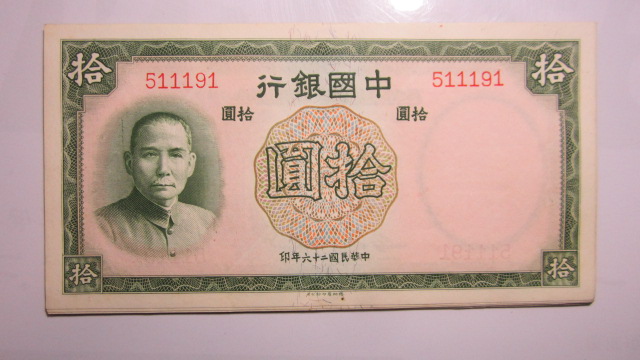 拾
拾
511191
中國銀行
511191
拾圓
拾圓
拾圓
拾
中華民國二十六年印
拾